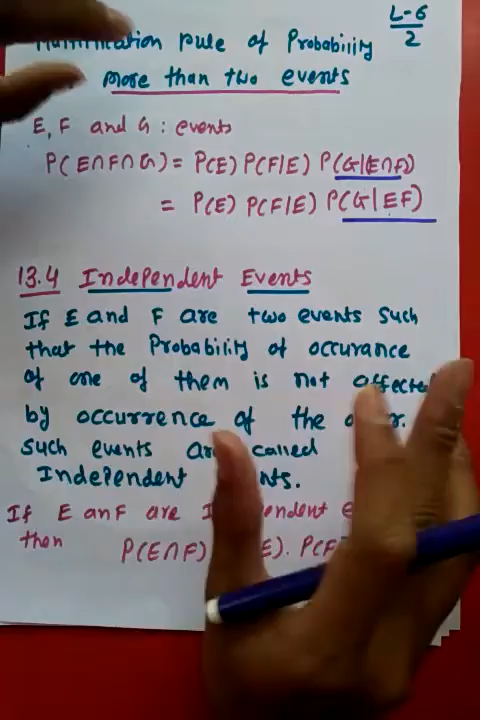 L-6/2
Multiplication rule of Probability
more than two events
E, F and G : events
P(E∩F∩G) = P(E) P(F|E) P(G|E∩F)
= P(E) P(F|E) P(G|EF)
13.4 Independent Events
If E and F are two events such
that the Probability of occurance
of one of them is not affected
by occurrence of the
such events are called
Independent
If E anF are
then P(E∩F)